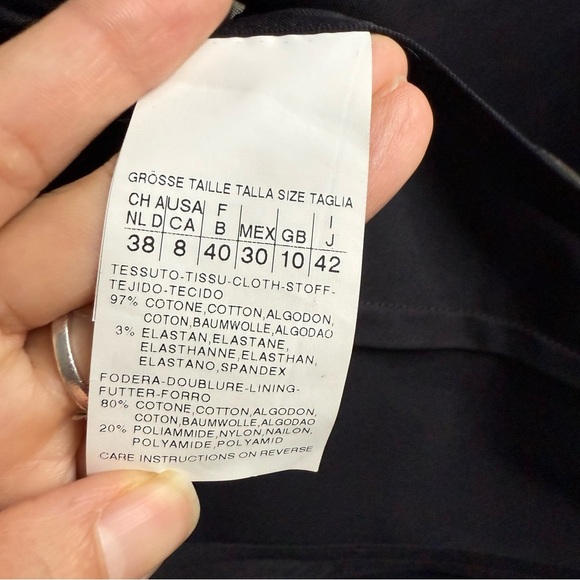 GRÖSSE TAILLE TALLA SIZE TAGLIA
CH A USA F I
NL D CA B MEX GB J
38 8 40 30 10 42
TESSUTO-TISSU-CLOTH-STOFF-
TEJIDO-TECIDO
97% COTONE,COTTON,ALGODON,
COTON,BAUMWOLLE,ALGODAO
3% ELASTAN,ELASTANE,
ELASTHANNE,ELASTHAN,
ELASTANO,SPANDEX
FODERA-DOUBLURE-LINING-
FUTTER-FORRO
80% COTONE,COTTON,ALGODON,
COTON,BAUMWOLLE,ALGODAO
20% POLIAMMIDE,NYLON,NAILON,
POLYAMIDE,POLYAMID
CARE INSTRUCTIONS ON REVERSE